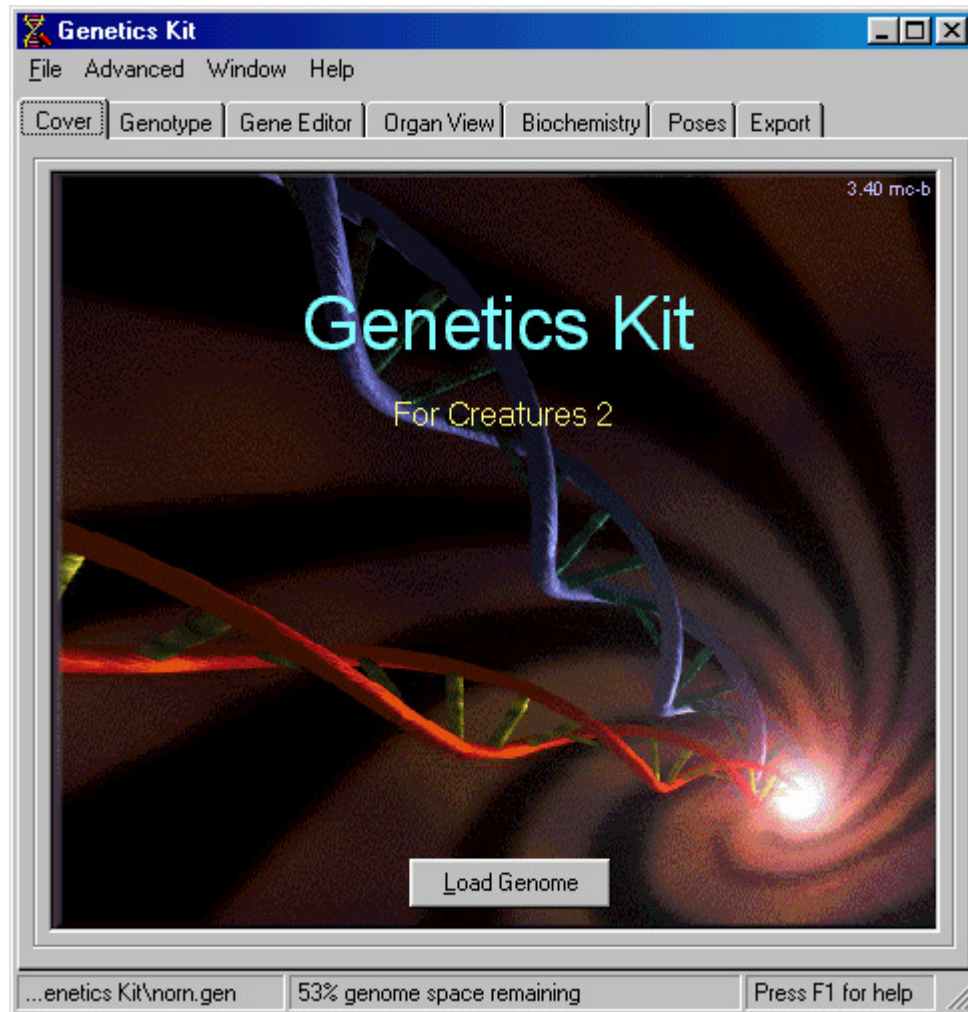 Genetics Kit
File Advanced Window Help
Cover Genotype Gene Editor Organ View Biochemistry Poses Export
3.40 mc-b
Genetics Kit
For Creatures 2
Load Genome
...enetics Kit\norn.gen 53% genome space remaining Press F1 for help